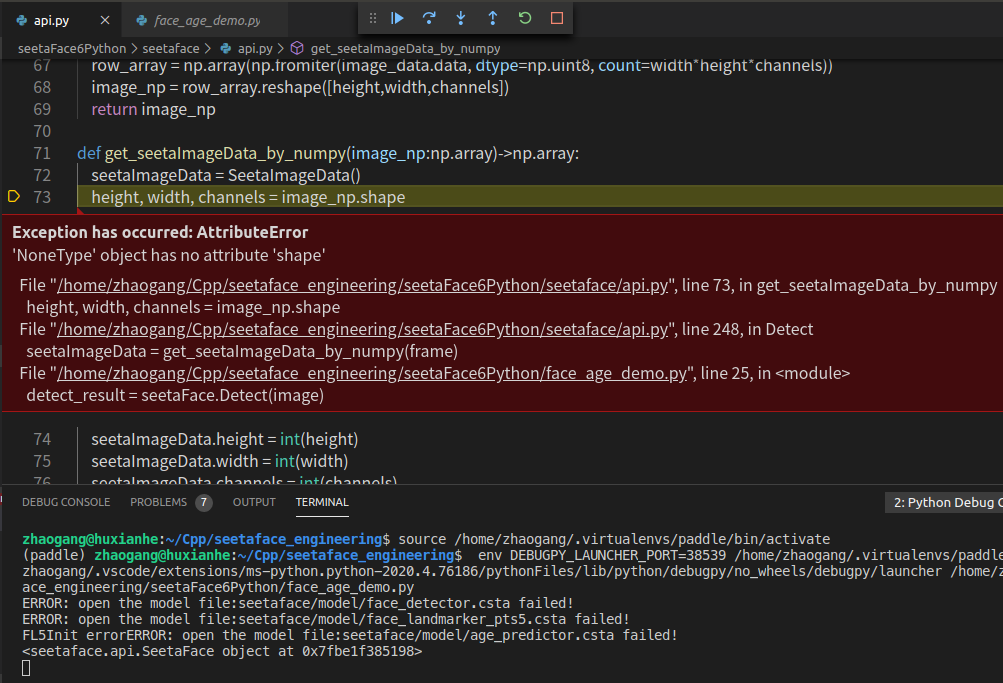 api.py
face_age_demo.py
seetaFace6Python > seetaface > api.py > get_seetaImageData_by_numpy
67 row_array = np.array(np.fromiter(image_data.data, dtype=np.uint8, count=width*height*channels))
68 image_np = row_array.reshape([height,width,channels])
69 return image_np
70
71 def get_seetaImageData_by_numpy(image_np:np.array)->np.array:
72 seetaImageData = SeetaImageData()
73 height, width, channels = image_np.shape
Exception has occurred: AttributeError
'NoneType' object has no attribute 'shape'
File "/home/zhaogang/Cpp/seetaface_engineering/seetaFace6Python/seetaface/api.py", line 73, in get_seetaImageData_by_numpy
height, width, channels = image_np.shape
File "/home/zhaogang/Cpp/seetaface_engineering/seetaFace6Python/seetaface/api.py", line 248, in Detect
seetaImageData = get_seetaImageData_by_numpy(frame)
File "/home/zhaogang/Cpp/seetaface_engineering/seetaFace6Python/face_age_demo.py", line 25, in <module>
detect_result = seetaFace.Detect(image)
74 seetaImageData.height = int(height)
75 seetaImageData.width = int(width)
76 seetaImageData.channels = int(channels)
DEBUG CONSOLE PROBLEMS 7 OUTPUT TERMINAL 2: Python Debug C
zhaogang@huxianhe:~/Cpp/seetaface_engineering$ source /home/zhaogang/.virtualenvs/paddle/bin/activate
(paddle) zhaogang@huxianhe:~/Cpp/seetaface_engineering$ env DEBUGPY_LAUNCHER_PORT=38539 /home/zhaogang/.virtualenvs/paddle
zhaogang/.vscode/extensions/ms-python.python-2020.4.76186/pythonFiles/lib/python/debugpy/no_wheels/debugpy/launcher /home/z
ace_engineering/seetaFace6Python/face_age_demo.py
ERROR: open the model file:seetaface/model/face_detector.csta failed!
ERROR: open the model file:seetaface/model/face_landmarker_pts5.csta failed!
FL5Init errorERROR: open the model file:seetaface/model/age_predictor.csta failed!
<seetaface.api.SeetaFace object at 0x7fbe1f385198>